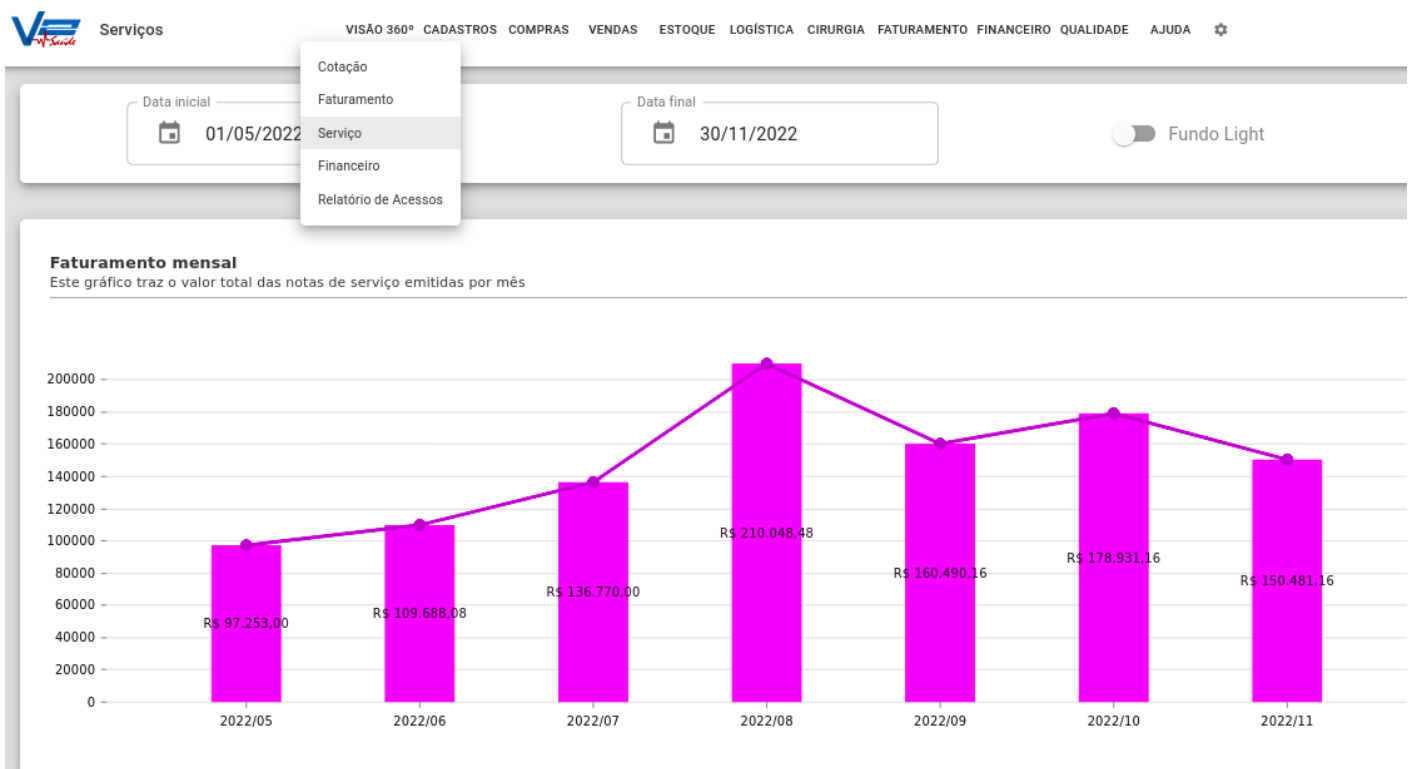 VP Saúde
Serviços
VISÃO 360º CADASTROS COMPRAS VENDAS ESTOQUE LOGÍSTICA CIRURGIA FATURAMENTO FINANCEIRO QUALIDADE AJUDA
Cotação
Faturamento
Serviço
Financeiro
Relatório de Acessos
Data inicial
01/05/2022
Data final
30/11/2022
Fundo Light
Faturamento mensal
Este gráfico traz o valor total das notas de serviço emitidas por mês
200000
180000
160000
140000
120000
100000
80000
60000
40000
20000
0
R$ 97.253,00
R$ 109.688,08
R$ 136.770,00
R$ 210.048,48
R$ 160.490,16
R$ 178.931,16
R$ 150.481,16
2022/05 2022/06 2022/07 2022/08 2022/09 2022/10 2022/11